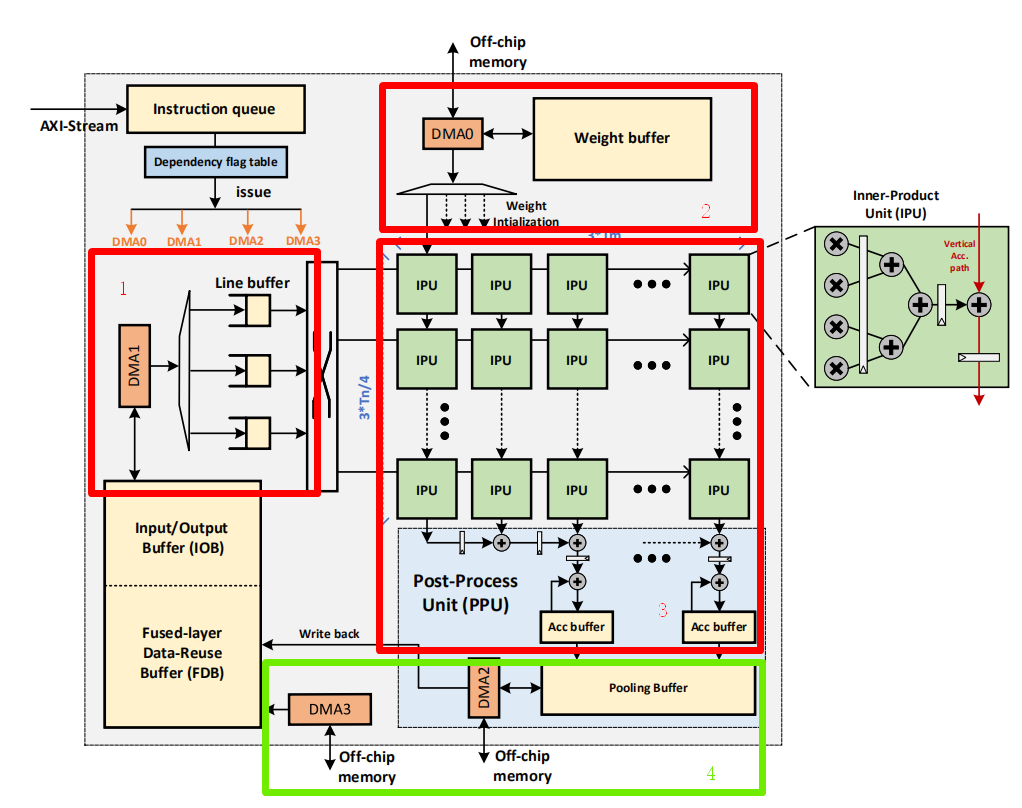 Off-chip
memory
AXI-Stream
Instruction queue
Dependency flag table
issue
DMA0 DMA1 DMA2 DMA3
DMA0
Weight buffer
Weight
Intialization
2
3*Tm
Inner-Product
Unit (IPU)
Vertical
Acc.
path
1
Line buffer
DMA1
3*Tn/4
IPU IPU IPU IPU
IPU IPU IPU IPU
IPU IPU IPU IPU
Input/Output
Buffer (IOB)
Fused-layer
Data-Reuse
Buffer (FDB)
Post-Process
Unit (PPU)
3
Acc buffer Acc buffer
Write back
DMA2
Pooling Buffer
DMA3
Off-chip
memory
Off-chip
memory
4